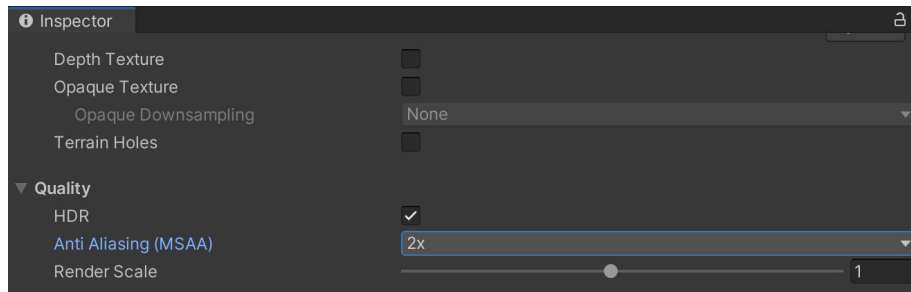 Inspector
Depth Texture
Opaque Texture
Opaque Downsampling None
Terrain Holes
Quality
HDR
Anti Aliasing (MSAA) 2x
Render Scale 1